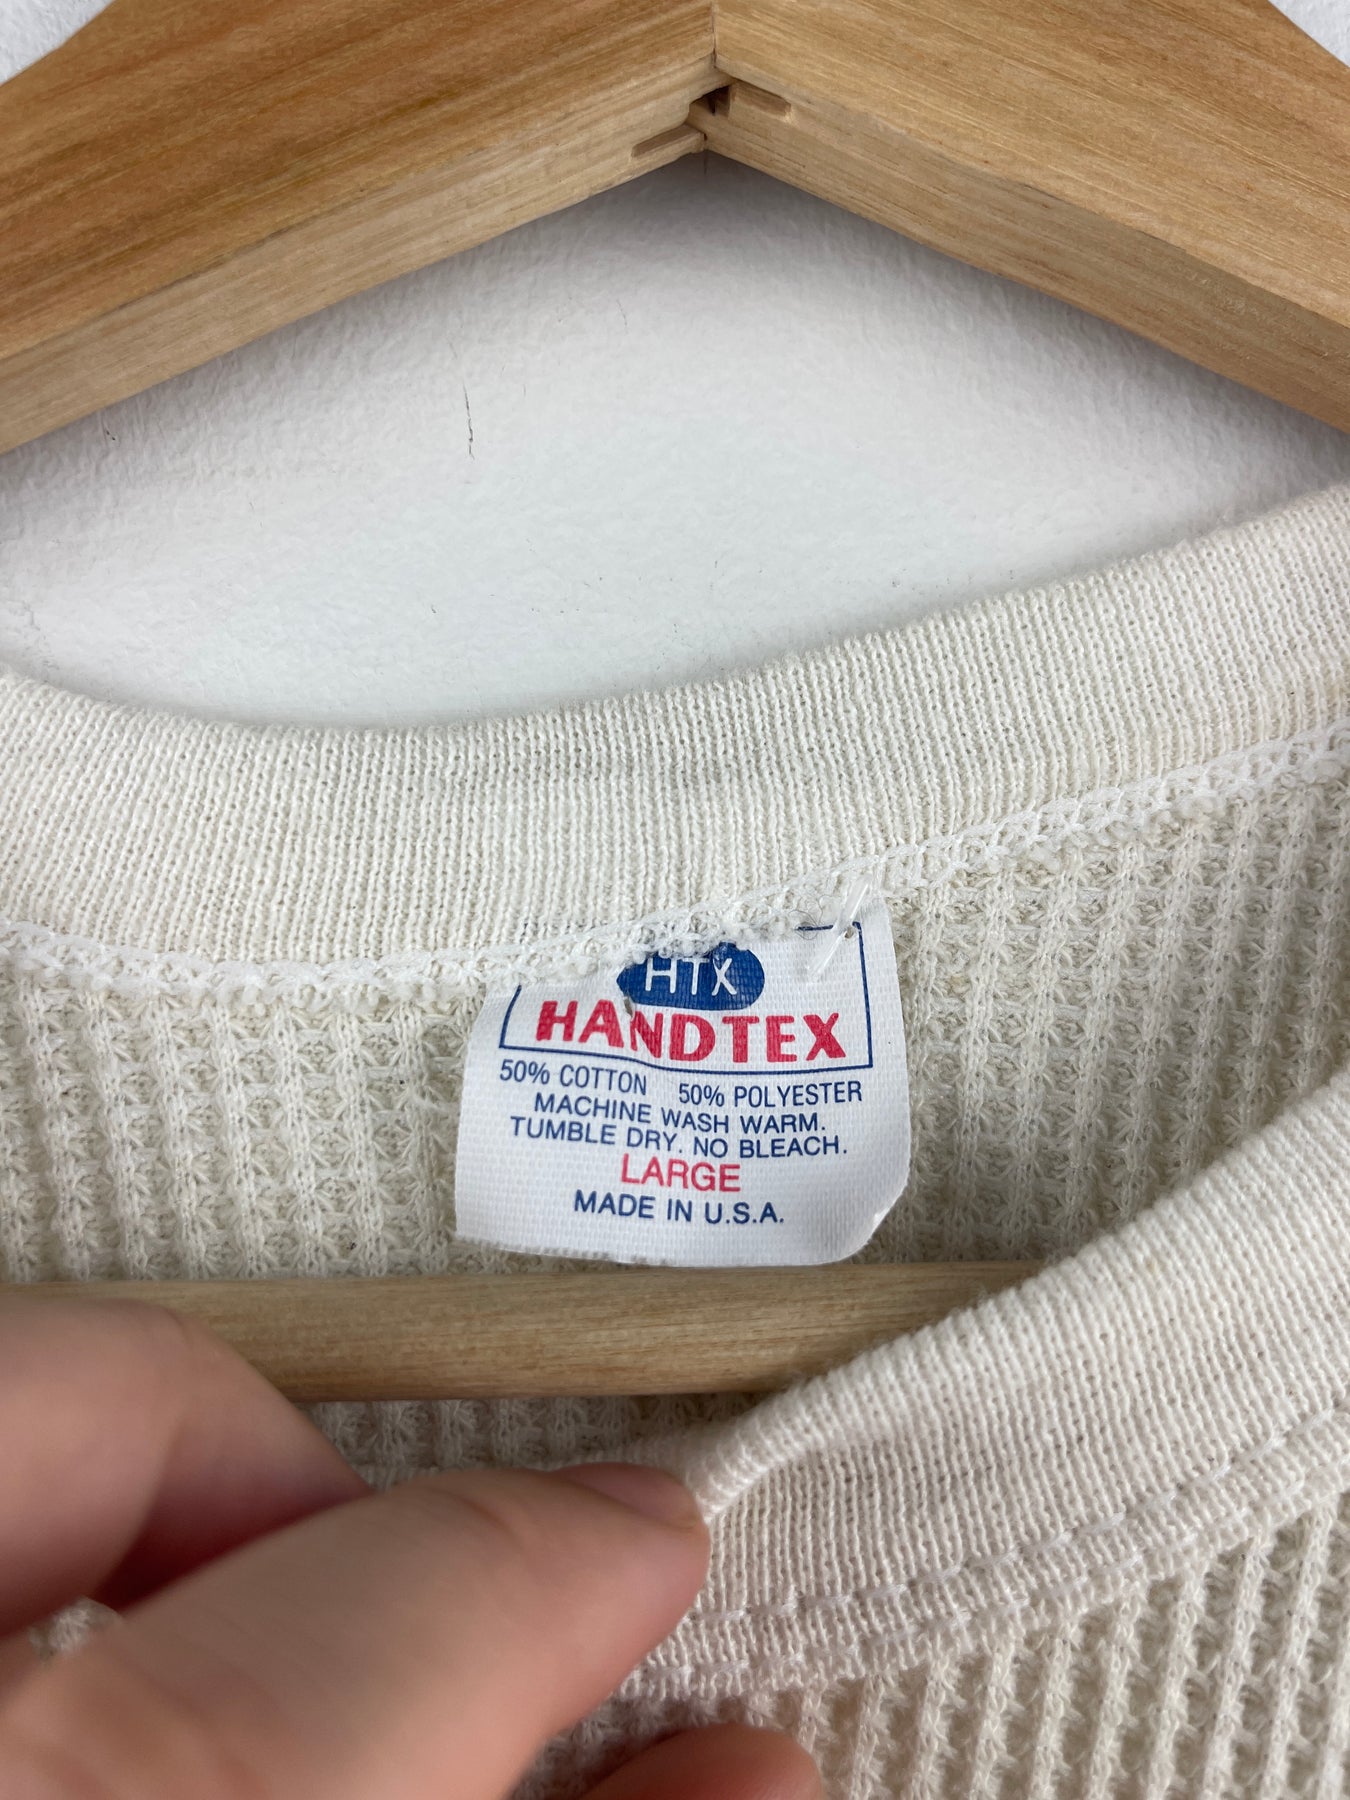 HTX
HANDTEX
50% COTTON 50% POLYESTER
MACHINE WASH WARM.
TUMBLE DRY. NO BLEACH.
LARGE
MADE IN U.S.A.